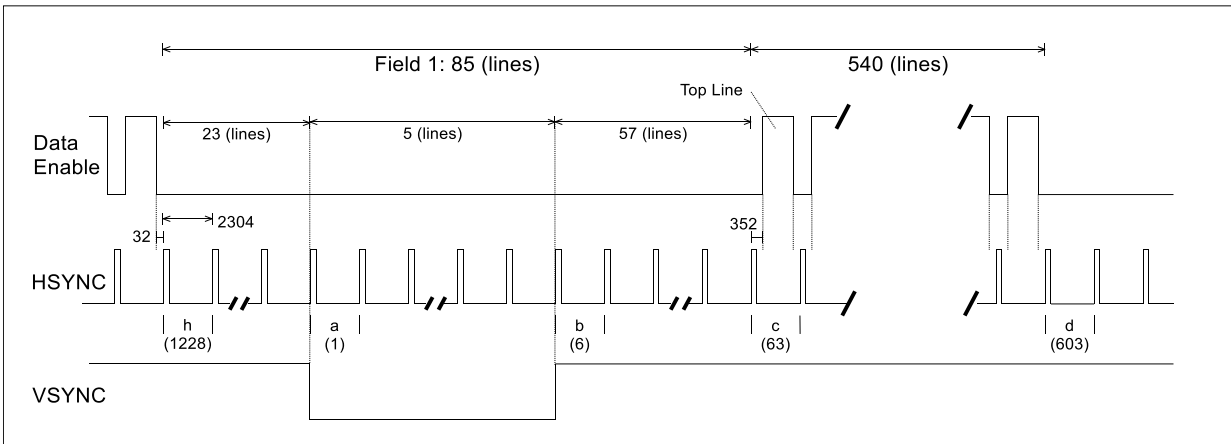 Field 1: 85 (lines)
540 (lines)
Top Line
23 (lines)
5 (lines)
57 (lines)
Data
Enable
2304
32
352
HSYNC
h
(1228)
a
(1)
b
(6)
c
(63)
d
(603)
VSYNC